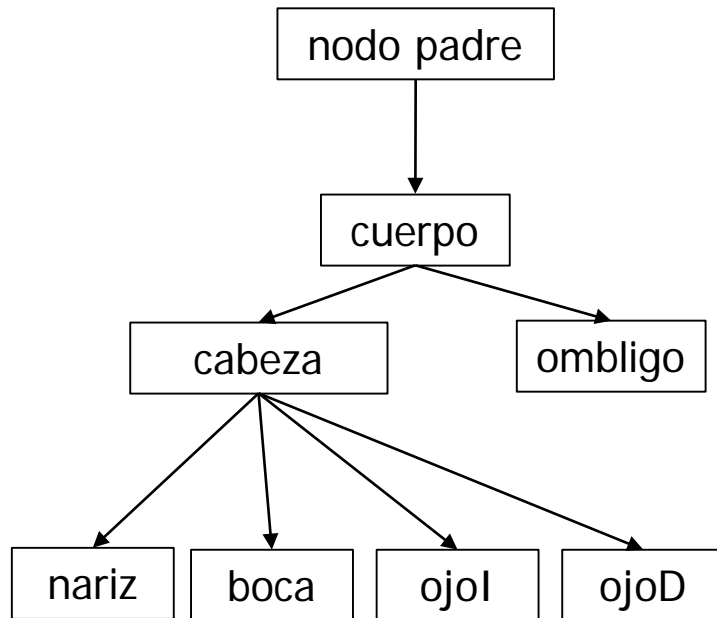 nodo padre
cuerpo
cabeza
ombligo
nariz
boca
ojoI
ojoD